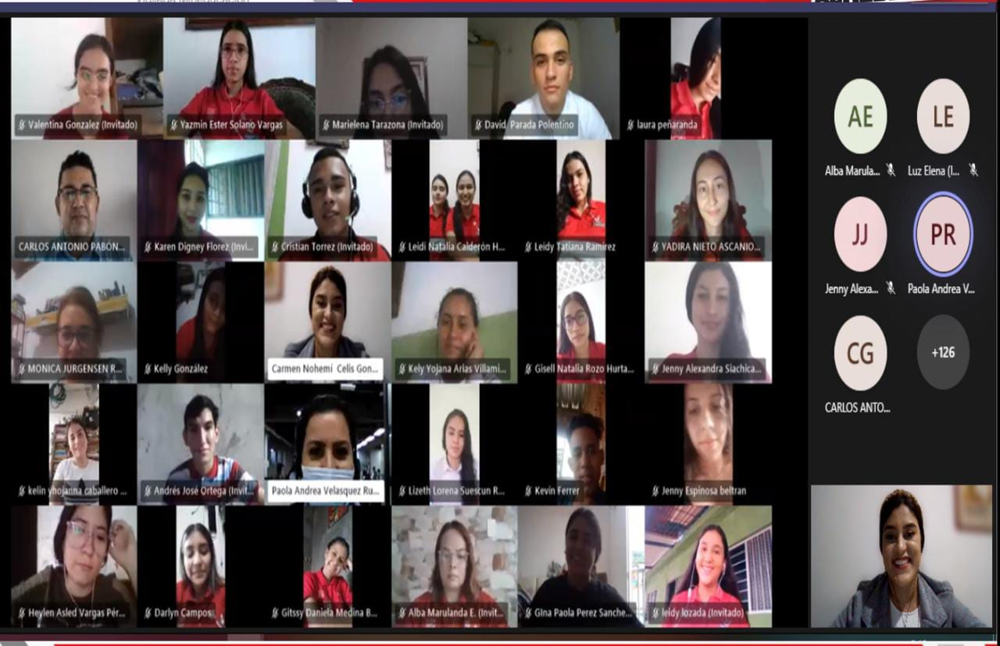 Vigilada Mineducación
Valentina Gonzalez (Invitado)
Yazmin Ester Solano Vargas
Marielena Tarazona (Invitado)
David Parada Polentino
laura peñaranda
CARLOS ANTONIO PABÓN...
Karen Digney Florez (Invi...
Cristian Torrez (Invitado)
Leidi Natalia Calderón H...
Leidy Tatiana Ramirez
YADIRA NIETO ASCANIO...
MONICA JURGENSEN R...
Kelly González
Carmen Nohemí Celis Gon...
Kely Yojana Arias Villami...
Gisell Natalia Rozo Hurta...
Jenny Alexandra Siachica...
kelin yhojanna caballero ...
Andrés José Ortega (Invit...
Paola Andrea Velasquez Ru...
Lizeth Lorena Suescun R...
Kevin Ferrer
Jenny Espinosa beltran
Heylen Asled Vargas Pér...
Darlyn Campos
Gitssy Daniela Medina B...
Alba Marulanda E. (Invit...
GIna Paola Perez Sanche...
leidy lozada (Invitado)
AE
LE
Alba Marula...
Luz Elena (I...
JJ
PR
Jenny Alexa...
Paola Andrea V...
CG
+126
CARLOS ANTO...